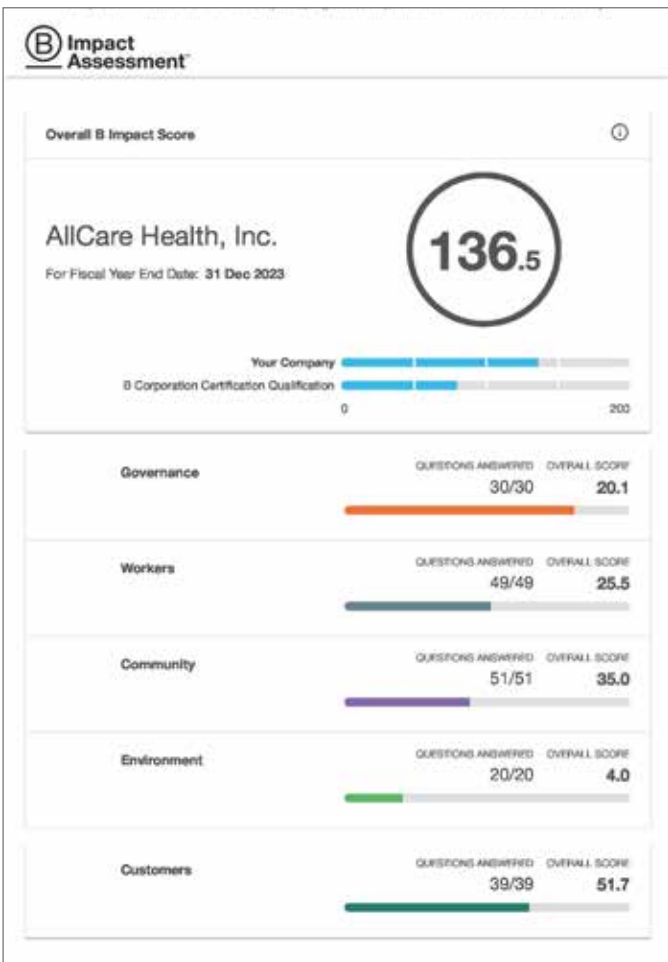 B Impact
Assessment™
Overall B Impact Score
AllCare Health, Inc.
For Fiscal Year End Date: 31 Dec 2023
136.5
Your Company
B Corporation Certification Qualification
0 200
Governance
QUESTIONS ANSWERED OVERALL SCORE
30/30 20.1
Workers
QUESTIONS ANSWERED OVERALL SCORE
49/49 25.5
Community
QUESTIONS ANSWERED OVERALL SCORE
51/51 35.0
Environment
QUESTIONS ANSWERED OVERALL SCORE
20/20 4.0
Customers
QUESTIONS ANSWERED OVERALL SCORE
39/39 51.7